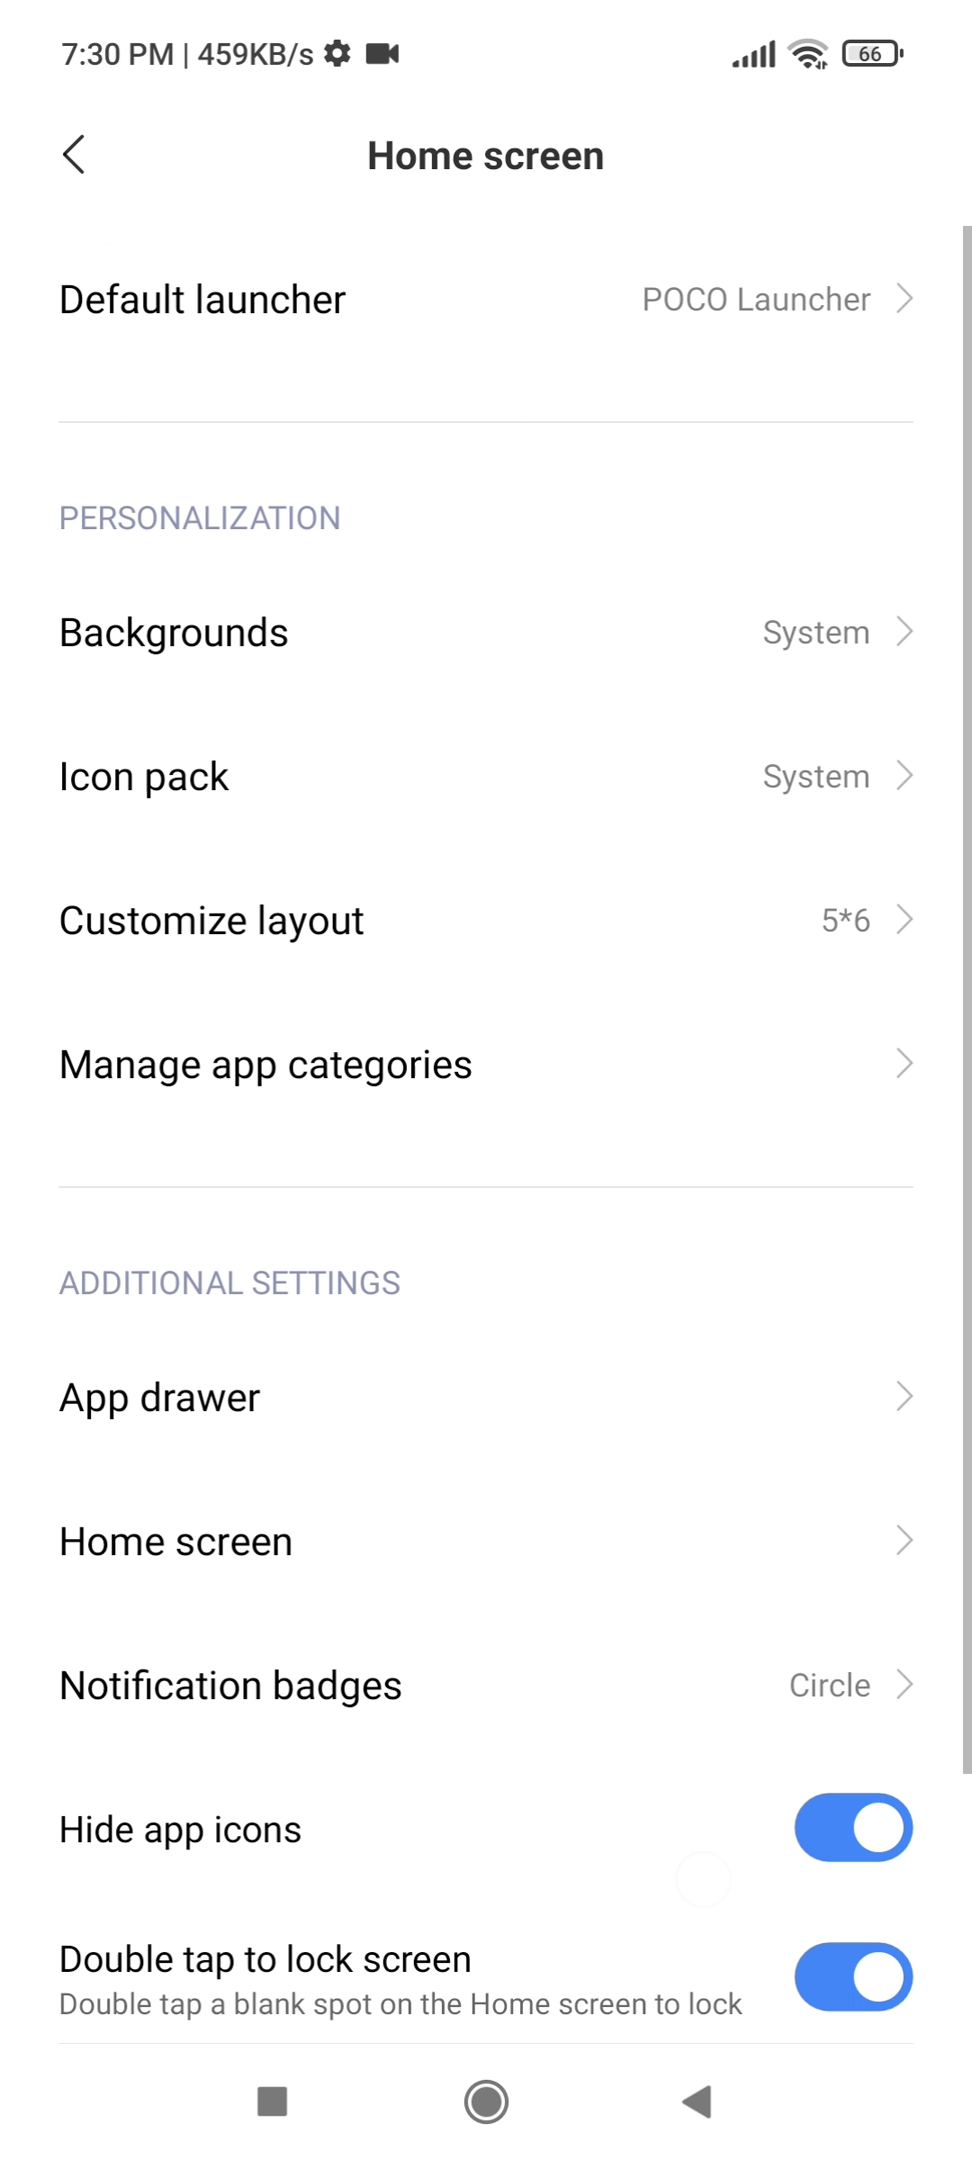 7:30 PM | 459KB/s
66
Home screen
Default launcher
POCO Launcher
PERSONALIZATION
Backgrounds
System
Icon pack
System
Customize layout
5*6
Manage app categories
ADDITIONAL SETTINGS
App drawer
Home screen
Notification badges
Circle
Hide app icons
Double tap to lock screen
Double tap a blank spot on the Home screen to lock